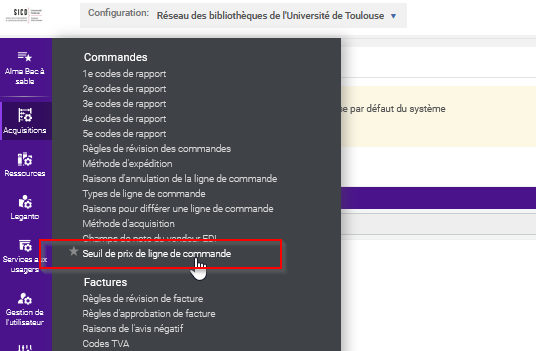 SICD
Configuration:
Réseau des bibliothèques de l'Université de Toulouse
Alma Bac à
sable
Acquisitions
Ressources
Leganto
Services aux
usagers
Gestion de
l'utilisateur
Commandes
1e codes de rapport
2e codes de rapport
3e codes de rapport
4e codes de rapport
5e codes de rapport
Règles de révision des commandes
Méthode d'expédition
Raisons d'annulation de la ligne de commande
Types de ligne de commande
Raisons pour différer une ligne de commande
Méthode d'acquisition
Champs de note du vendeur EDI
Seuil de prix de ligne de commande
Factures
Règles de révision de facture
Règles d'approbation de facture
Raisons de l'avis négatif
Codes TVA
e par défaut du système